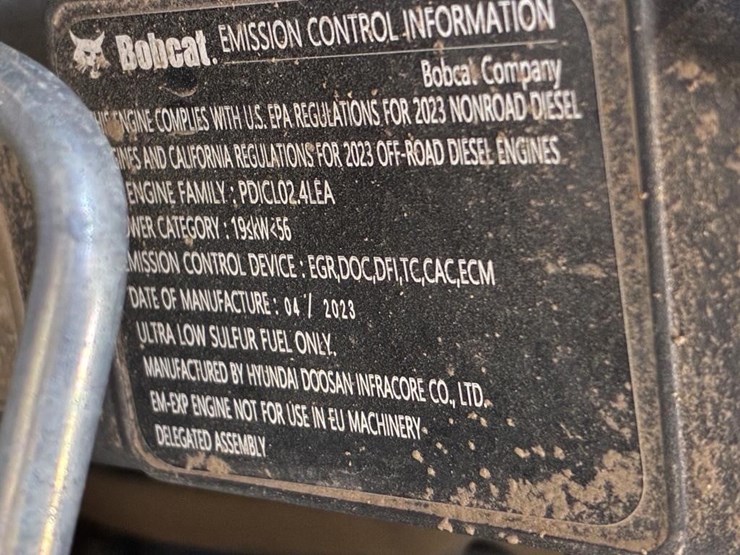 Bobcat. EMISSION CONTROL INFORMATION
Bobcat Company
ENGINE COMPLIES WITH U.S. EPA REGULATIONS FOR 2023 NONROAD DIESEL
INES AND CALIFORNIA REGULATIONS FOR 2023 OFF-ROAD DIESEL ENGINES
ENGINE FAMILY : PDICL02.4LEA
WER CATEGORY : 19≤kW<56
MISSION CONTROL DEVICE : EGR,DOC,DFI,TC,CAC,ECM
DATE OF MANUFACTURE : 04 / 2023
ULTRA LOW SULFUR FUEL ONLY.
MANUFACTURED BY HYUNDAI DOOSAN INFRACORE CO., LTD.
EM-EXP ENGINE NOT FOR USE IN EU MACHINERY
DELEGATED ASSEMBLY